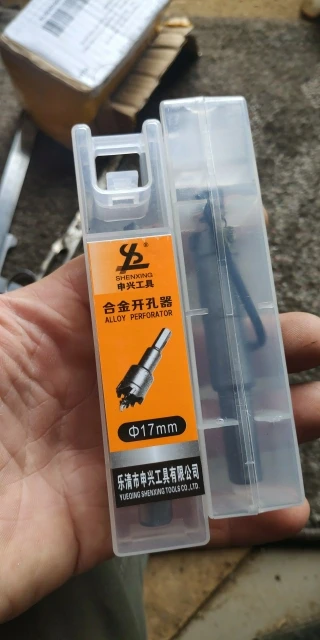 ®
SHENXING
申兴工具
合金开孔器
ALLOY PERFORATOR
Φ17mm
乐清市申兴工具有限公司
YUEQING SHENXING TOOLS CO.,LTD.